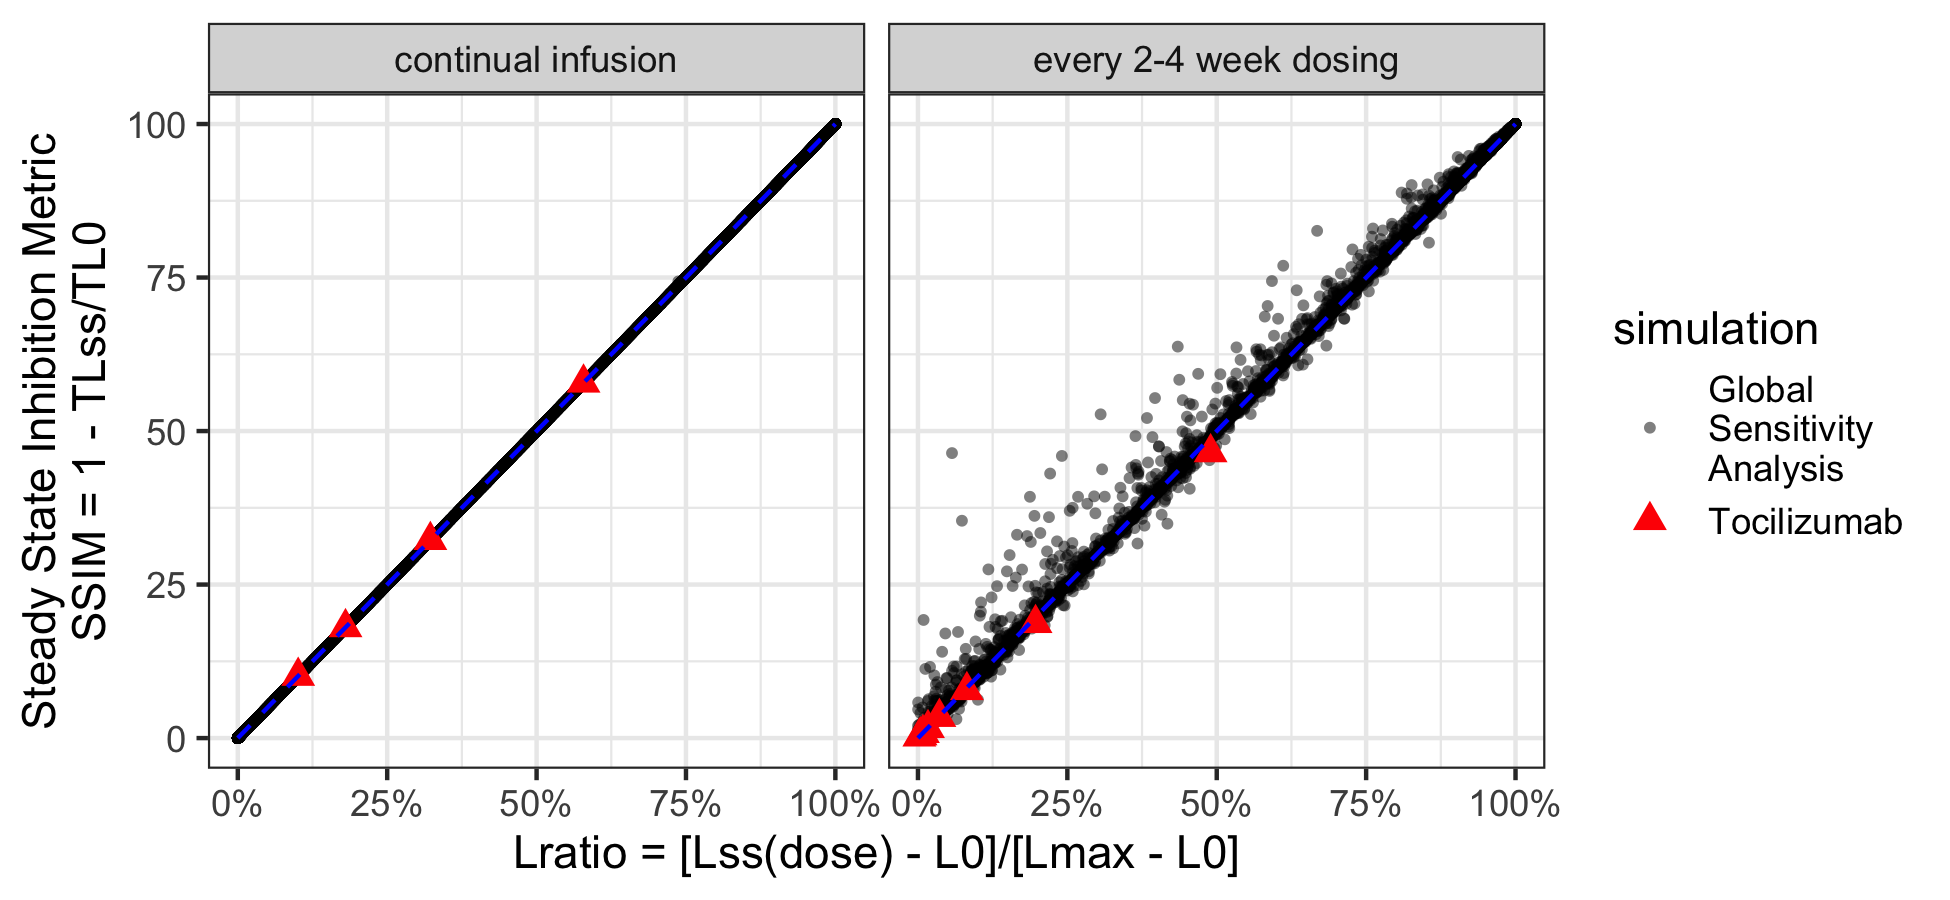 continual infusion
every 2-4 week dosing
Steady State Inhibition Metric
SSIM = 1 - TLss/TL0
100
75
50
25
0
0%
25%
50%
75%
100%
0%
25%
50%
75%
100%
Lratio = [Lss(dose) - L0]/[Lmax - L0]
simulation
Global
Sensitivity
Analysis
Tocilizumab